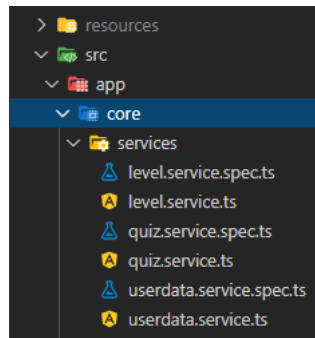 resources
src
app
core
services
level.service.spec.ts
level.service.ts
quiz.service.spec.ts
quiz.service.ts
userdata.service.spec.ts
userdata.service.ts